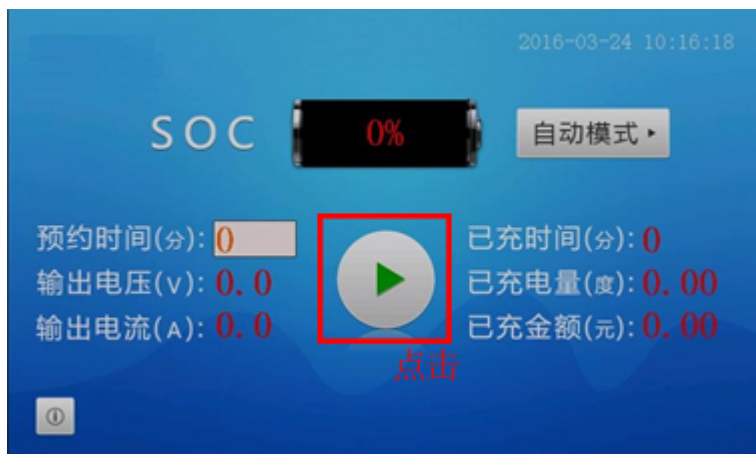 2016-03-24 10:16:18
SOC 0% 自动模式
预约时间(分): 0
已充时间(分): 0
输出电压(V): 0.0
已充电量(度): 0.00
输出电流(A): 0.0
已充金额(元): 0.00
点击